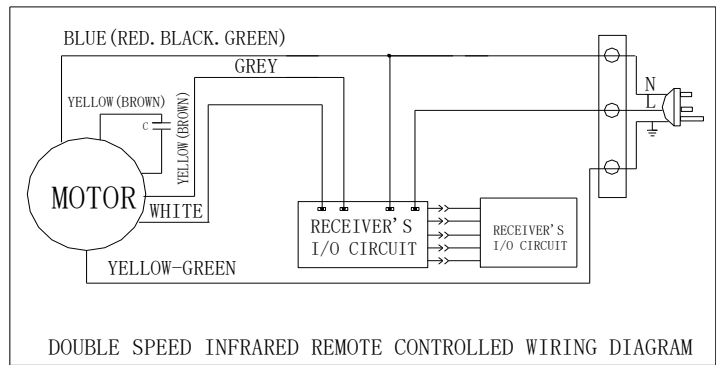 BLUE(RED. BLACK. GREEN)
GREY
YELLOW(BROWN)
C
YELLOW(BROWN)
N
L
MOTOR
WHITE
RECEIVER'S
I/O CIRCUIT
RECEIVER'S
I/O CIRCUIT
YELLOW-GREEN
DOUBLE SPEED INFRARED REMOTE CONTROLLED WIRING DIAGRAM